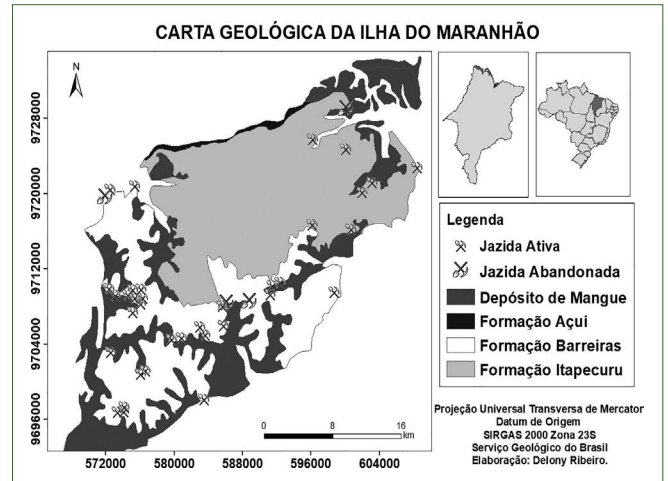 CARTA GEOLÓGICA DA ILHA DO MARANHÃO
N
9728000
9720000
9712000
9704000
9696000
572000 580000 588000 596000 604000
0 8 16
km
Legenda
Jazida Ativa
Jazida Abandonada
Depósito de Mangue
Formação Açui
Formação Barreiras
Formação Itapecuru
Projeção Universal Transversa de Mercator
Datum de Origem
SIRGAS 2000 Zona 23S
Serviço Geológico do Brasil
Elaboração: Delony Ribeiro.